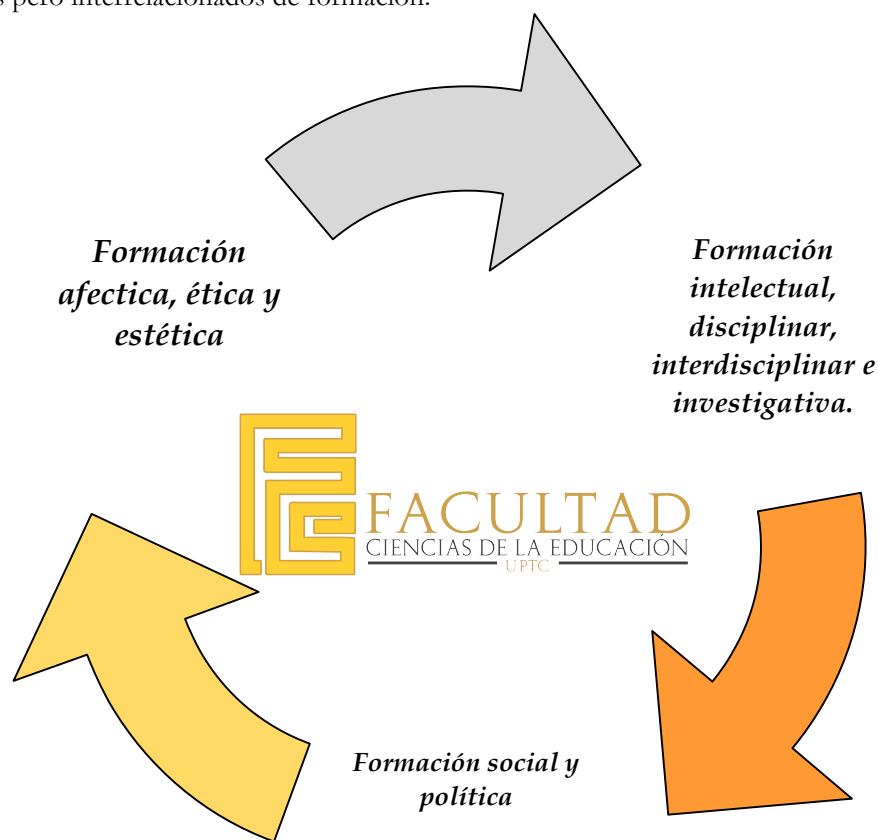 s pero interrelacionados de formación.
Formación
afectica, ética y
estética
Formación
intelectual,
disciplinar,
interdisciplinar e
investigativa.
FACULTAD
CIENCIAS DE LA EDUCACIÓN
UPTC
Formación social y
política